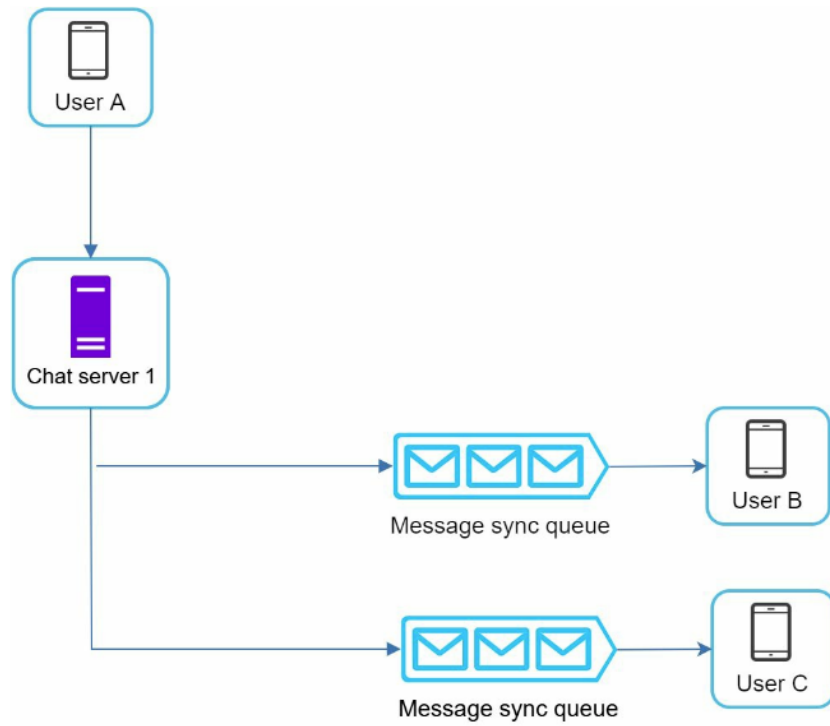 User A
Chat server 1
Message sync queue
User B
Message sync queue
User C